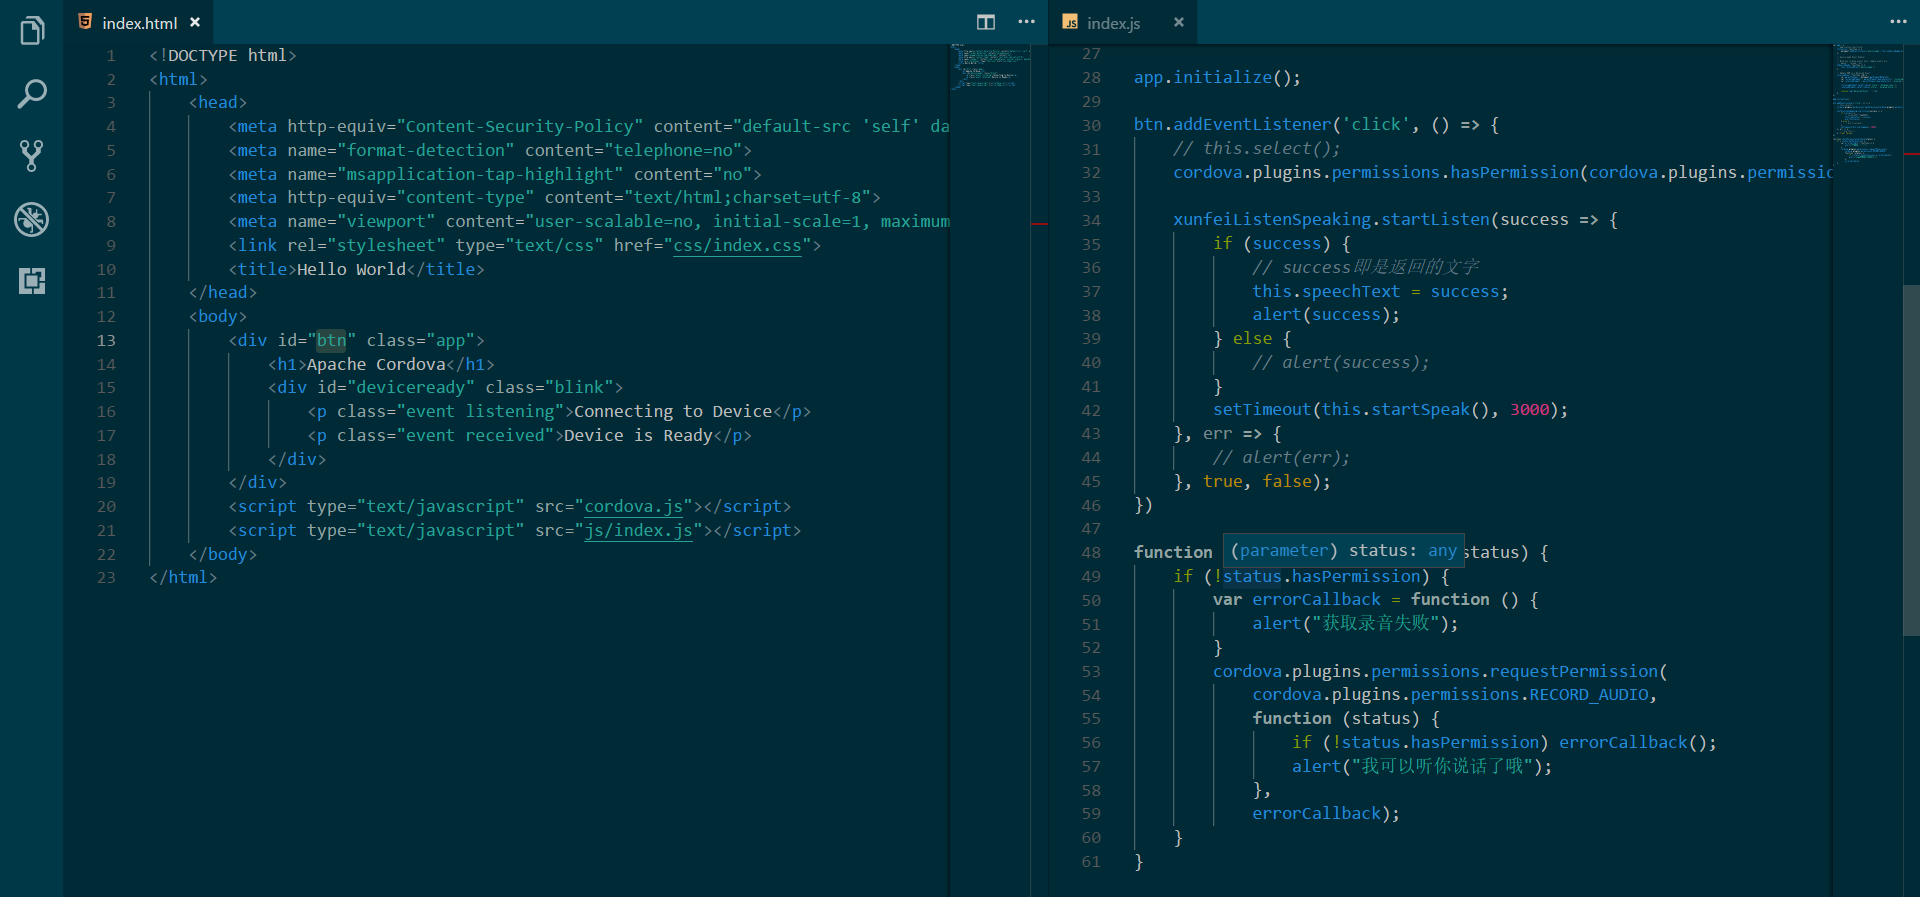 index.html
<!DOCTYPE html>
<html>
<head>
<meta http-equiv="Content-Security-Policy" content="default-src 'self' da
<meta name="format-detection" content="telephone=no">
<meta name="msapplication-tap-highlight" content="no">
<meta http-equiv="content-type" content="text/html;charset=utf-8">
<meta name="viewport" content="user-scalable=no, initial-scale=1, maximum
<link rel="stylesheet" type="text/css" href="css/index.css">
<title>Hello World</title>
</head>
<body>
<div id="btn" class="app">
<h1>Apache Cordova</h1>
<div id="deviceready" class="blink">
<p class="event listening">Connecting to Device</p>
<p class="event received">Device is Ready</p>
</div>
</div>
<script type="text/javascript" src="cordova.js"></script>
<script type="text/javascript" src="js/index.js"></script>
</body>
</html>
1
2
3
4
5
6
7
8
9
10
11
12
13
14
15
16
17
18
19
20
21
22
23
JS index.js
27
28 app.initialize();
29
30 btn.addEventListener('click', () => {
31 // this.select();
32 cordova.plugins.permissions.hasPermission(cordova.plugins.permissic
33
34 xunfeiListenSpeaking.startListen(success => {
35 if (success) {
36 // success即是返回的文字
37 this.speechText = success;
38 alert(success);
39 } else {
40 // alert(success);
41 }
42 setTimeout(this.startSpeak(), 3000);
43 }, err => {
44 // alert(err);
45 }, true, false);
46 })
47
48 function (parameter) status: any status) {
49 if (!status.hasPermission) {
50 var errorCallback = function () {
51 alert("获取录音失败");
52 }
53 cordova.plugins.permissions.requestPermission(
54 cordova.plugins.permissions.RECORD_AUDIO,
55 function (status) {
56 if (!status.hasPermission) errorCallback();
57 alert("我可以听你说话了哦");
58 },
59 errorCallback);
60 }
61 }